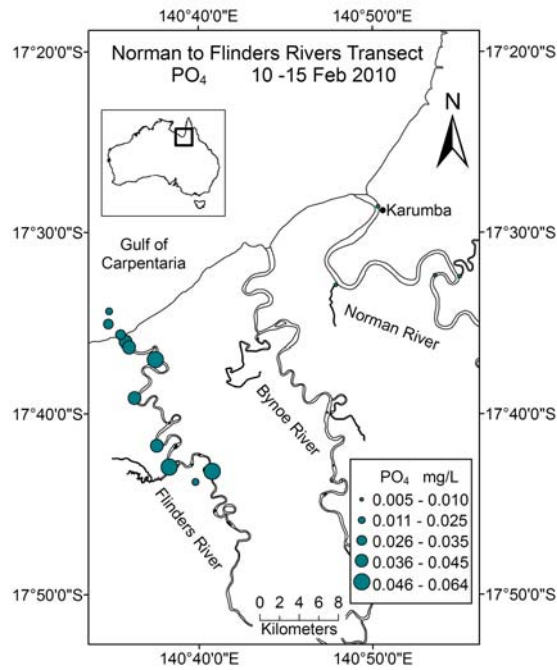 140°40'0"E 140°50'0"E
Norman to Flinders Rivers Transect
PO4 10 -15 Feb 2010
17°20'0"S 17°20'0"S
N
Karumba
17°30'0"S 17°30'0"S
Gulf of
Carpentaria
Norman River
Bynoe River
17°40'0"S 17°40'0"S
Flinders River
PO4 mg/L
0.005 - 0.010
0.011 - 0.025
0.026 - 0.035
0.036 - 0.045
0.046 - 0.064
17°50'0"S 17°50'0"S
0 2 4 6 8
Kilometers
140°40'0"E 140°50'0"E